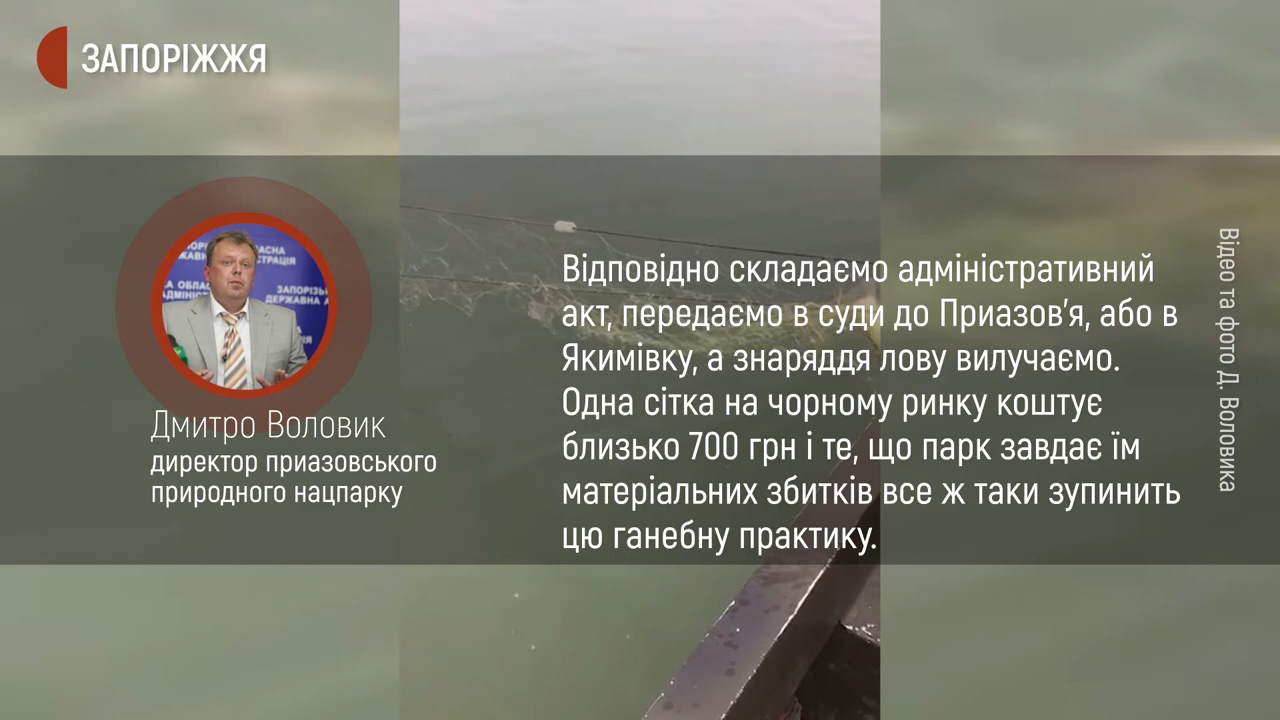 ЗАПОРІЖЖЯ
Дмитро Воловик
директор приазовського
природного нацпарку
Відповідно складаємо адміністративний
акт, передаємо в суди до Приазов’я, або в
Якимівку, а знаряддя лову вилучаємо.
Одна сітка на чорному ринку коштує
близько 700 грн і те, що парк завдає їм
матеріальних збитків все ж таки зупинить
цю ганебну практику.
Відео та фото Д. Воловика